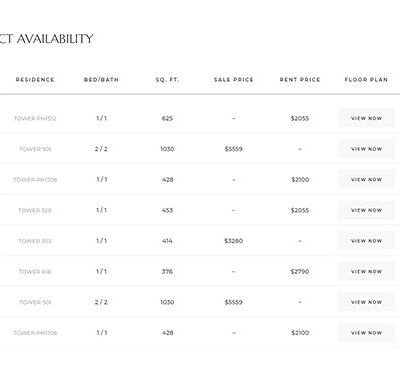 CT AVAILABILITY
RESIDENCE BED/BATH SQ. FT. SALE PRICE RENT PRICE FLOOR PLAN
TOWER PH1512 1 / 1 625 – $2055 VIEW NOW
TOWER 501 2 / 2 1030 $5559 – VIEW NOW
TOWER PH1706 1 / 1 428 – $2100 VIEW NOW
TOWER 320 1 / 1 453 – $2055 VIEW NOW
TOWER 303 1 / 1 414 $3280 – VIEW NOW
TOWER 618 1 / 1 376 – $2790 VIEW NOW
TOWER 501 2 / 2 1030 $5559 – VIEW NOW
TOWER PH1706 1 / 1 428 – $2100 VIEW NOW